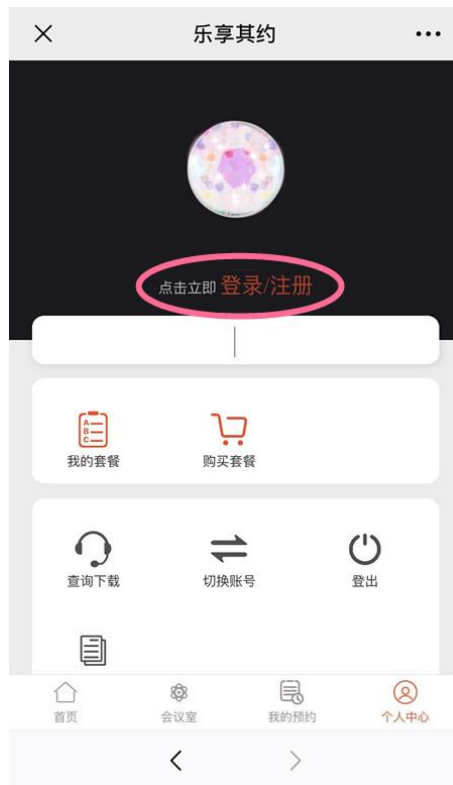 乐享其约
点击立即 登录/注册
A
B
C
我的套餐 购买套餐
查询下载 切换账号 登出
首页 会议室 我的预约 个人中心